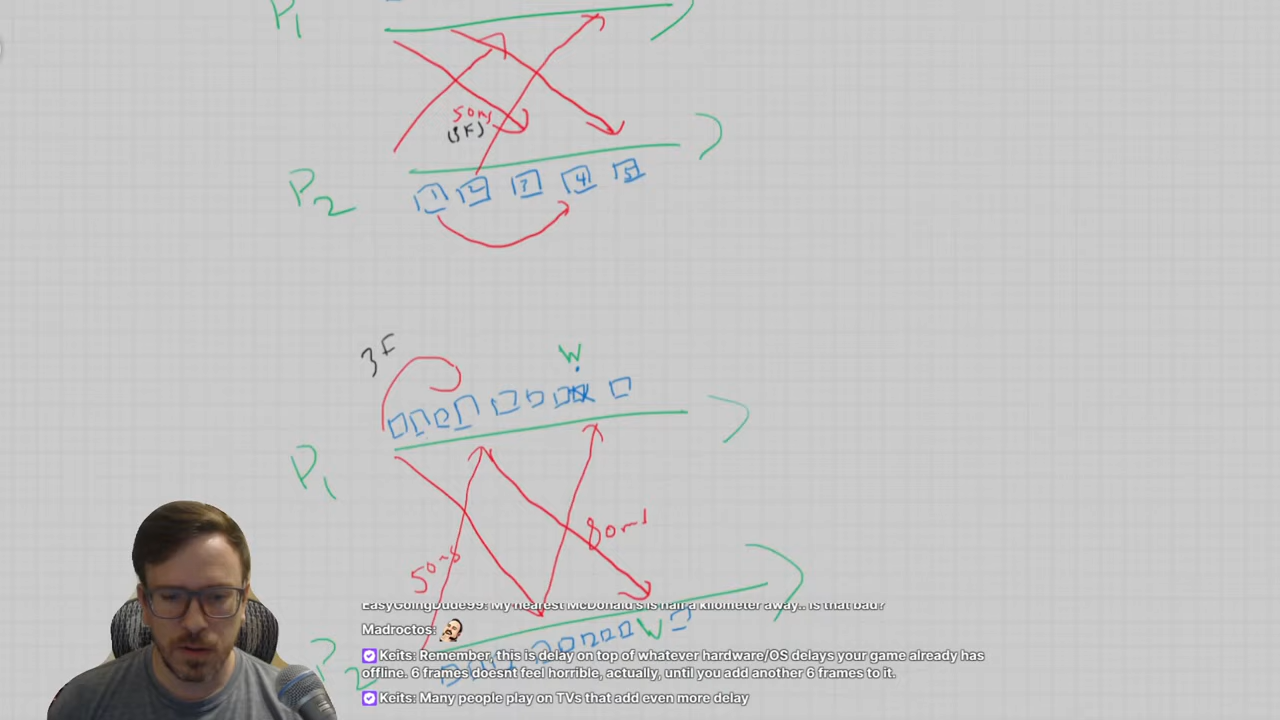 P1
50ms
(3F)
P2
1 2 3 4 5
3F
W
P1
50ms
80ms
W
P2
EasyGoingDude99: My nearest McDonald's is half a kilometer away.. is that bad?
Madroctos:
Keits: Remember, this is delay on top of whatever hardware/OS delays your game already has
offline. 6 frames doesnt feel horrible, actually, until you add another 6 frames to it.
Keits: Many people play on TVs that add even more delay